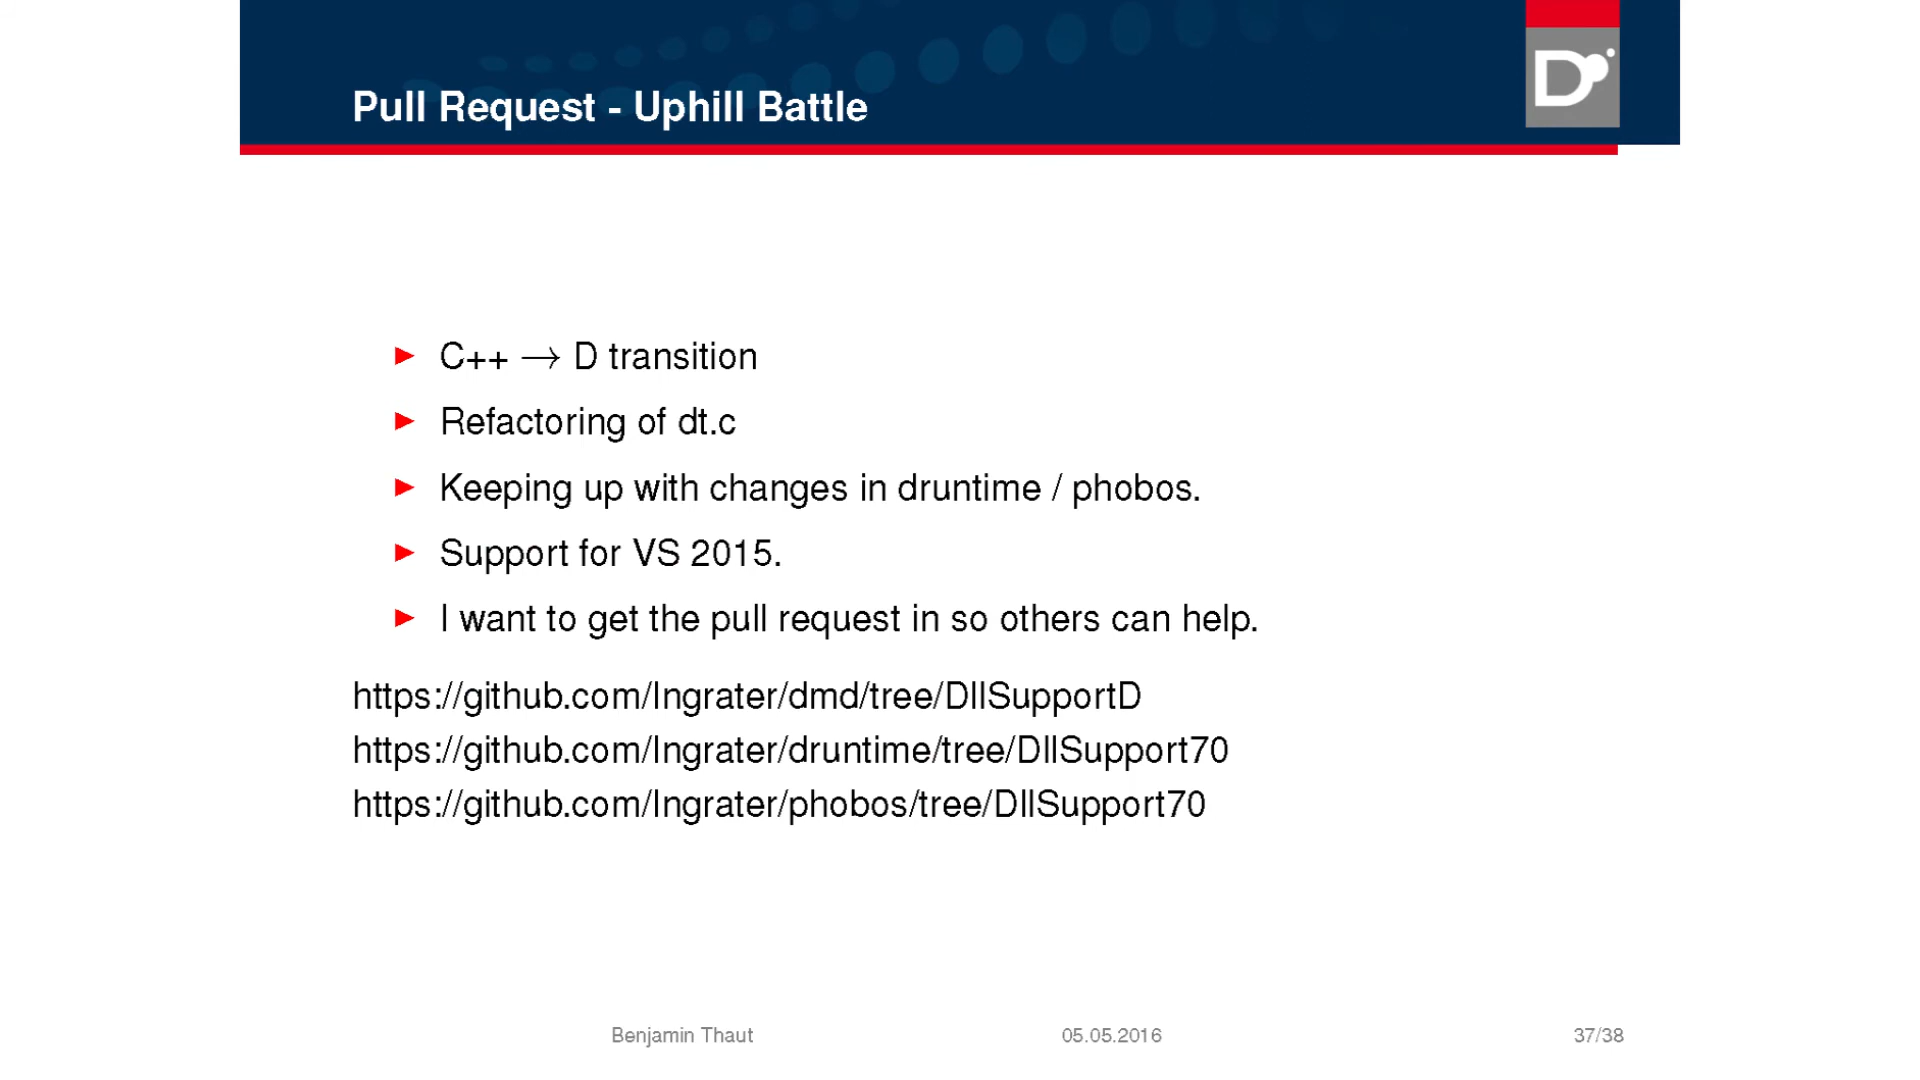 Pull Request - Uphill Battle
D
C++ → D transition
Refactoring of dt.c
Keeping up with changes in druntime / phobos.
Support for VS 2015.
I want to get the pull request in so others can help.
https://github.com/Ingrater/dmd/tree/DllSupportD
https://github.com/Ingrater/druntime/tree/DllSupport70
https://github.com/Ingrater/phobos/tree/DllSupport70
Benjamin Thaut 05.05.2016 37/38